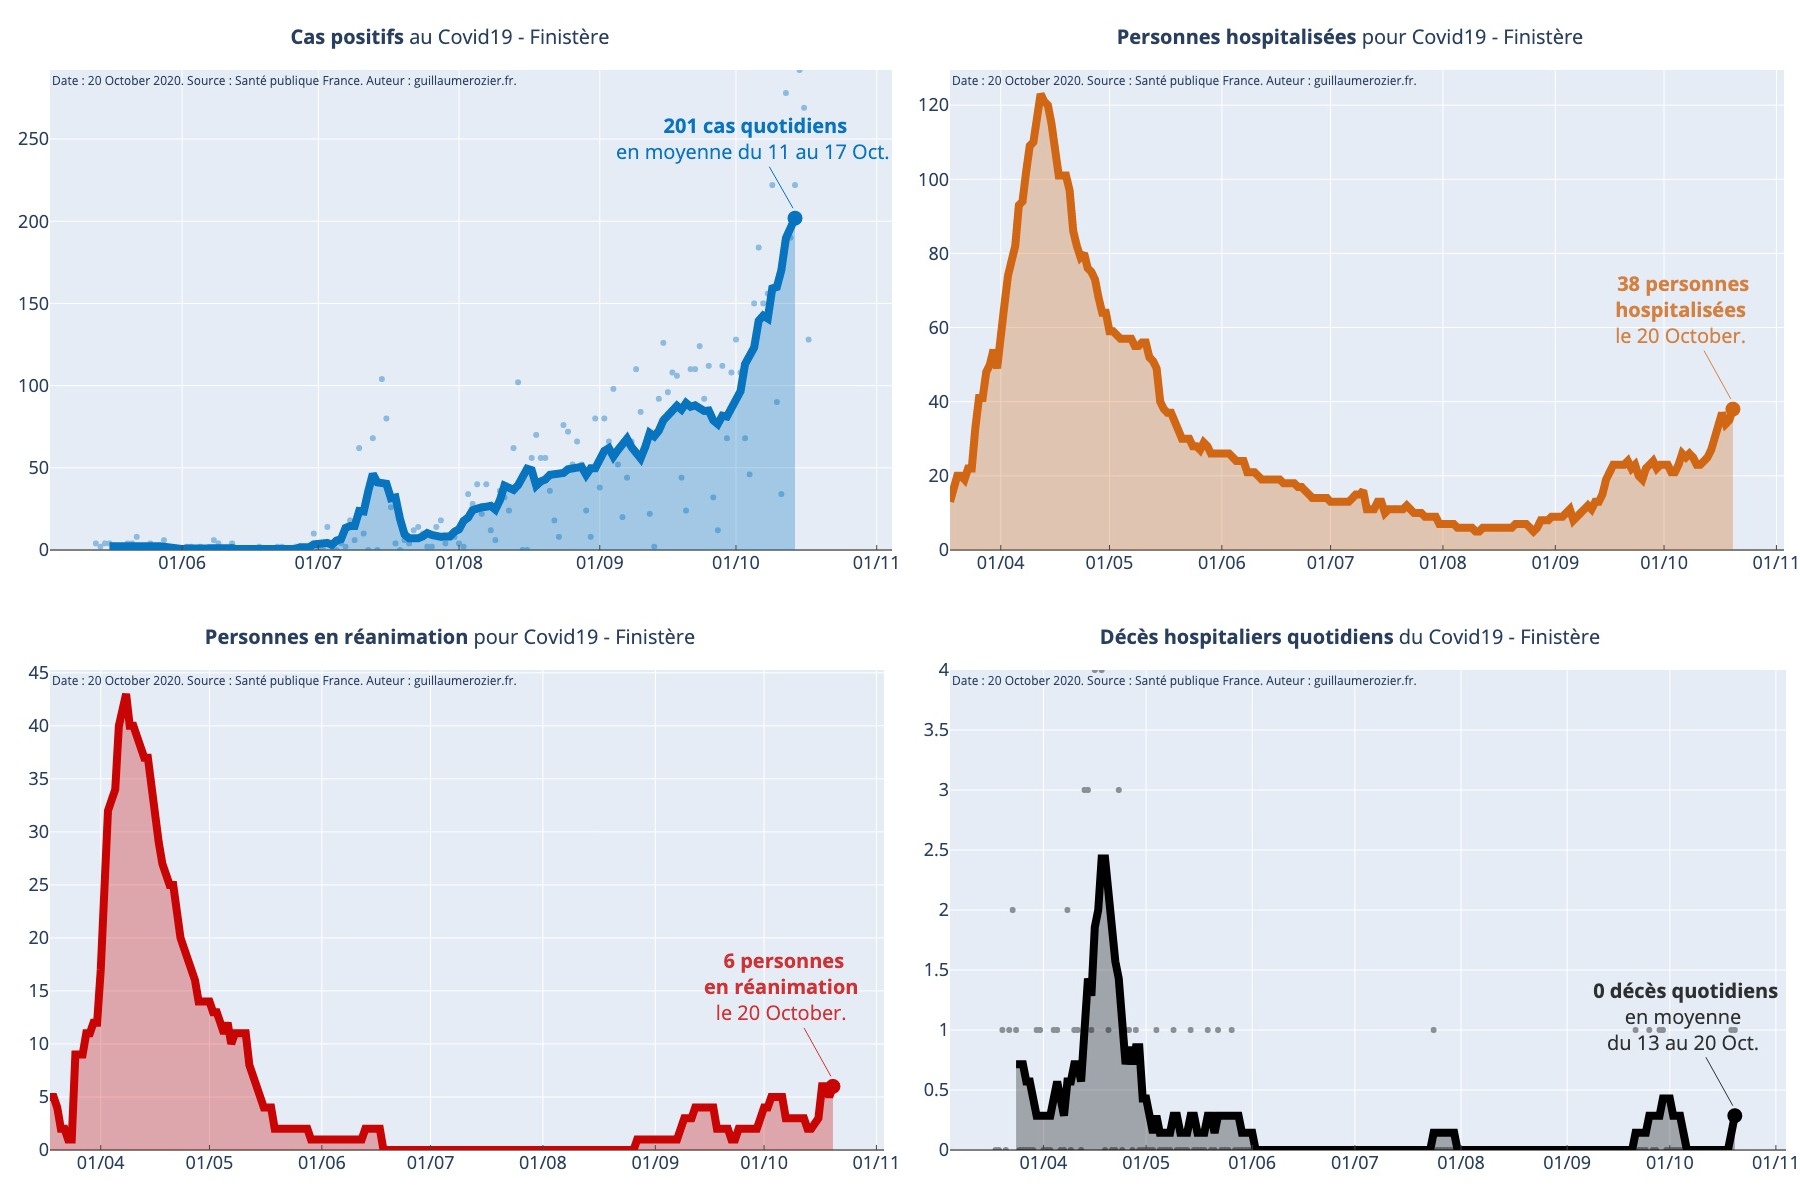 Cas positifs au Covid19 - Finistère
Date : 20 October 2020. Source : Santé publique France. Auteur : guillaumerozier.fr.
201 cas quotidiens
en moyenne du 11 au 17 Oct.
250
200
150
100
50
0
01/06 01/07 01/08 01/09 01/10 01/11
Personnes hospitalisées pour Covid19 - Finistère
Date : 20 October 2020. Source : Santé publique France. Auteur : guillaumerozier.fr.
120
100
80
38 personnes
hospitalisées
le 20 October.
60
40
20
0
01/04 01/05 01/06 01/07 01/08 01/09 01/10 01/11
Personnes en réanimation pour Covid19 - Finistère
45
Date : 20 October 2020. Source : Santé publique France. Auteur : guillaumerozier.fr.
40
35
30
25
20
6 personnes
en réanimation
le 20 October.
15
10
5
0
01/04 01/05 01/06 01/07 01/08 01/09 01/10 01/11
Décès hospitaliers quotidiens du Covid19 - Finistère
4
Date : 20 October 2020. Source : Santé publique France. Auteur : guillaumerozier.fr.
3.5
3
2.5
2
1.5
0 décès quotidiens
en moyenne
du 13 au 20 Oct.
1
0.5
0
01/04 01/05 01/06 01/07 01/08 01/09 01/10 01/11